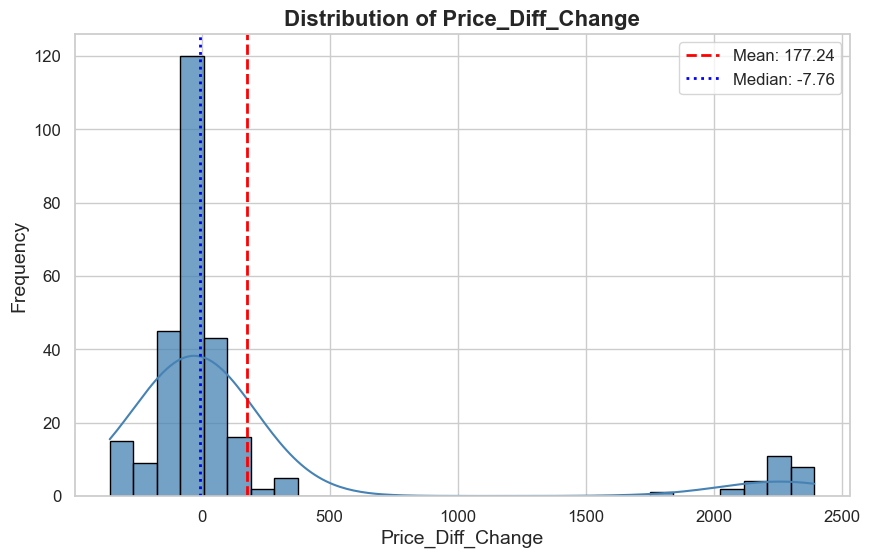 Distribution of Price_Diff_Change
Mean: 177.24
Median: -7.76
Frequency
120
100
80
60
40
20
0
0 500 1000 1500 2000 2500
Price_Diff_Change